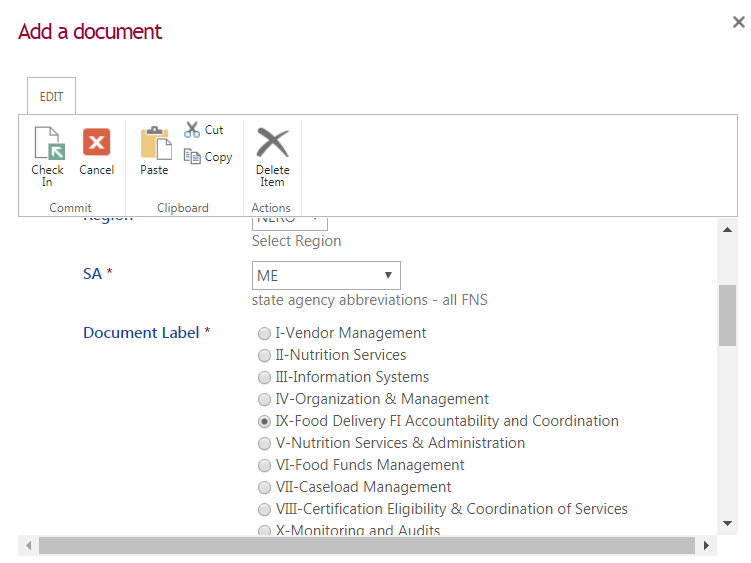 Add a document
EDIT
Check In
Cancel
Paste
Cut
Copy
Delete Item
Commit
Clipboard
Actions
Region
NERO
Select Region
SA *
ME
state agency abbreviations - all FNS
Document Label *
I-Vendor Management
II-Nutrition Services
III-Information Systems
IV-Organization & Management
IX-Food Delivery FI Accountability and Coordination
V-Nutrition Services & Administration
VI-Food Funds Management
VII-Caseload Management
VIII-Certification Eligibility & Coordination of Services
X-Monitoring and Audits